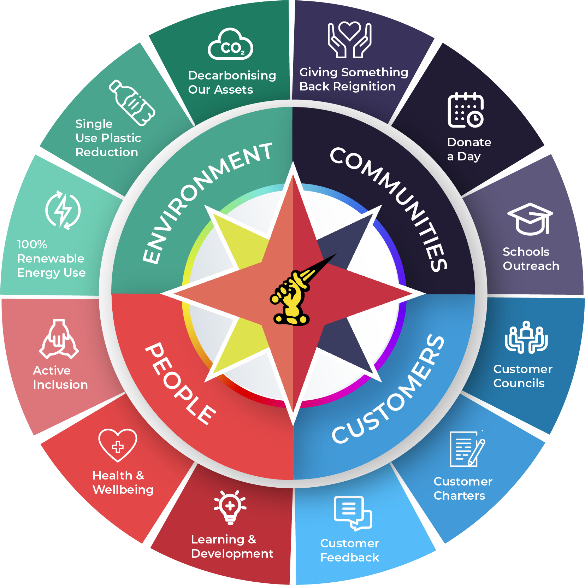 CO2
Decarbonising
Our Assets
Giving Something
Back Reignition
Donate
a Day
Schools
Outreach
Customer
Councils
Customer
Charters
Customer
Feedback
Learning &
Development
Health &
Wellbeing
Active
Inclusion
100%
Renewable
Energy Use
Single
Use Plastic
Reduction
ENVIRONMENT
COMMUNITIES
CUSTOMERS
PEOPLE